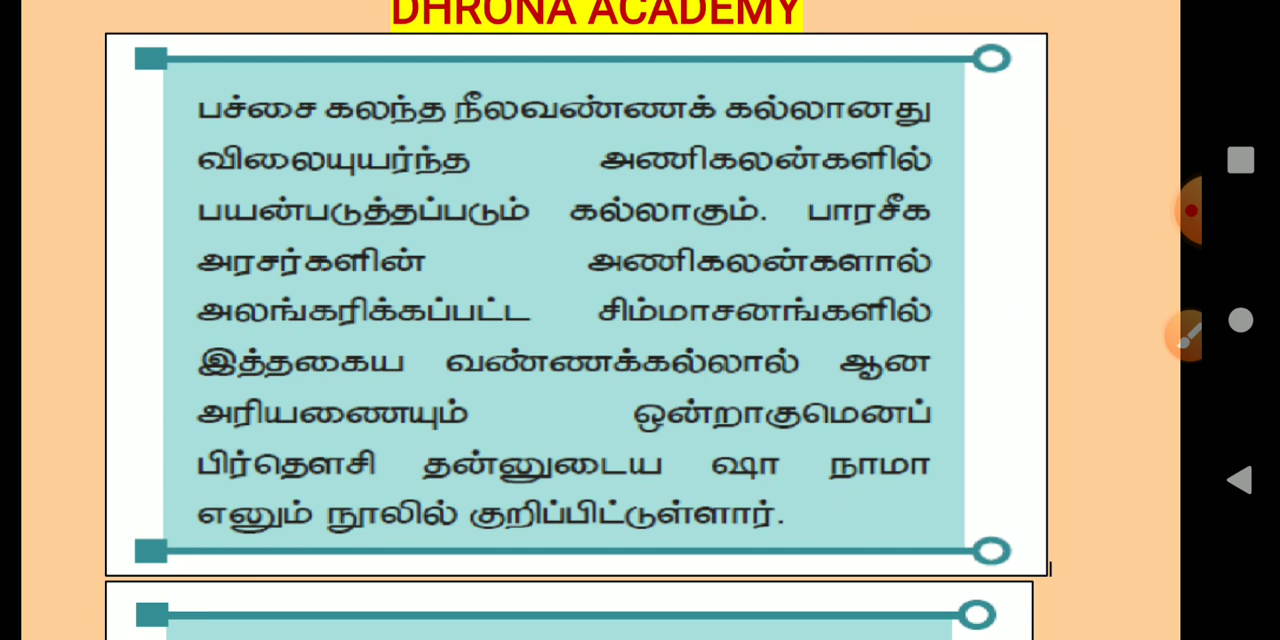 DHRONA ACADEMY
பச்சை கலந்த நீலவண்ணக் கல்லானது
விலையுயர்ந்த அணிகலன்களில்
பயன்படுத்தப்படும் கல்லாகும். பாரசீக
அரசர்களின் அணிகலன்களால்
அலங்கரிக்கப்பட்ட சிம்மாசனங்களில்
இத்தகைய வண்ணக்கல்லால் ஆன
அரியணையும் ஒன்றாகுமெனப்
பிர்தௌசி தன்னுடைய ஷா நாமா
எனும் நூலில் குறிப்பிட்டுள்ளார்.